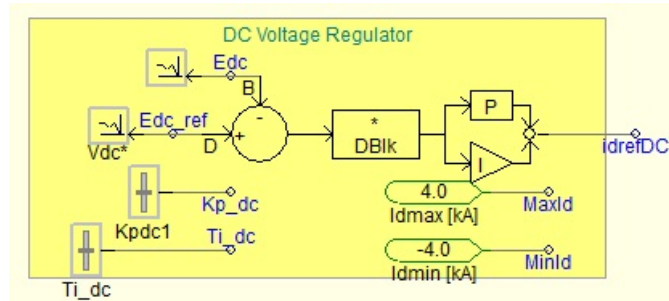 DC Voltage Regulator
Edc
B
-
Edc_ref
D
+
Vdc*
*
DBlk
P
I
idrefDC
Kpdc1
Kp_dc
4.0
Idmax [kA]
MaxId
Ti_dc
Ti_dc
-4.0
Idmin [kA]
MinId